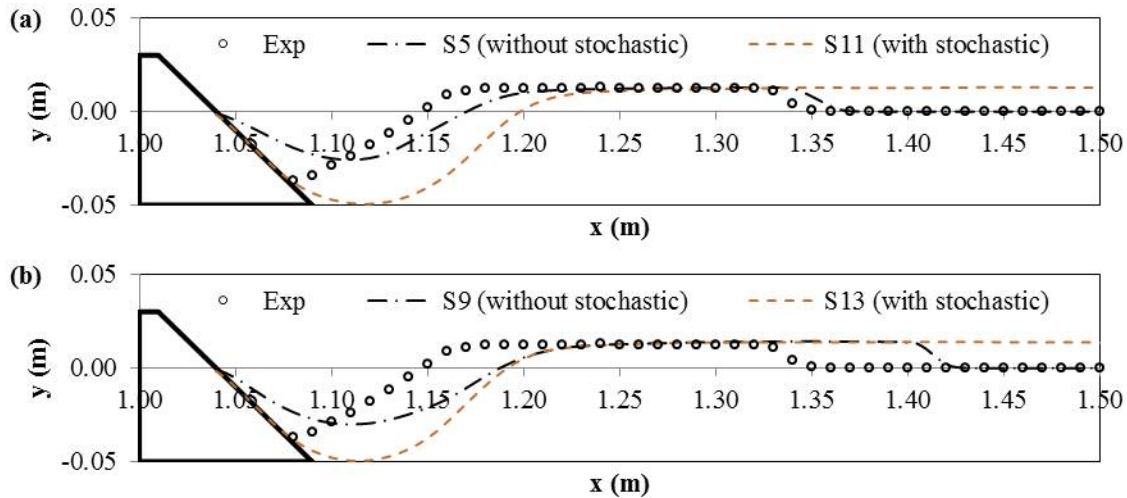 (a)
0.05
Exp
S5 (without stochastic)
S11 (with stochastic)
y (m)
0.00
1.00 1.05 1.10 1.15 1.20 1.25 1.30 1.35 1.40 1.45 1.50
-0.05
x (m)
(b)
0.05
Exp
S9 (without stochastic)
S13 (with stochastic)
y (m)
0.00
1.00 1.05 1.10 1.15 1.20 1.25 1.30 1.35 1.40 1.45 1.50
-0.05
x (m)